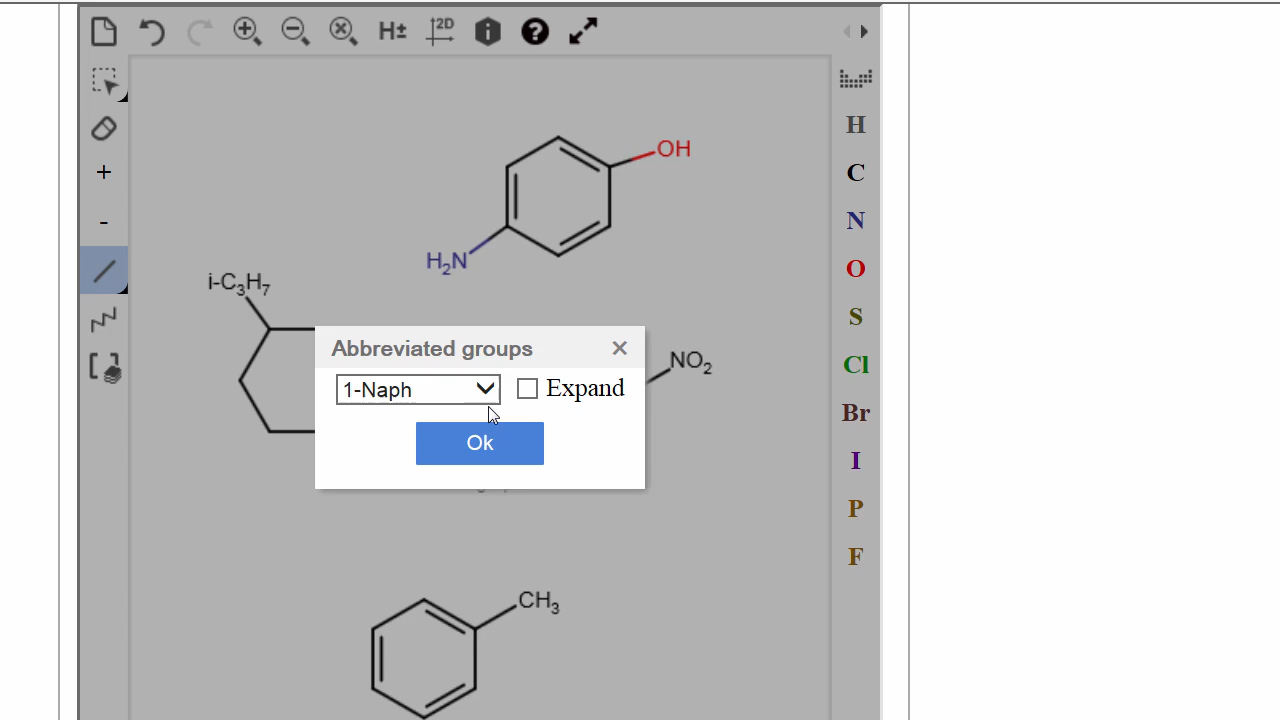 H±
2D
i
?
+
-
H
C
N
O
S
Cl
Br
I
P
F
OH
H₂N
i-C₃H₇
NO₂
Abbreviated groups ×
1-Naph Expand
Ok
CH₃